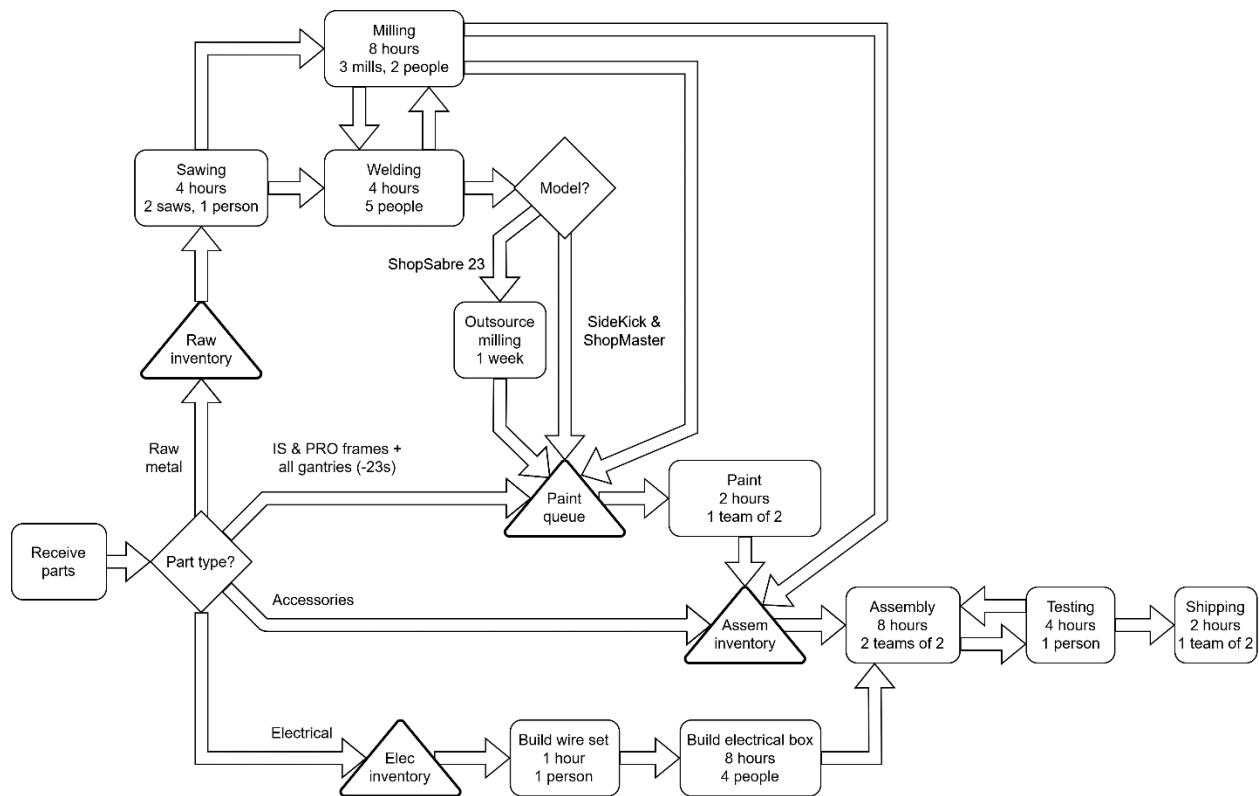 Milling
8 hours
3 mills, 2 people
Sawing
4 hours
2 saws, 1 person
Welding
4 hours
5 people
Model?
ShopSabre 23
Outsource
milling
1 week
SideKick &
ShopMaster
Raw
inventory
Raw
metal
IS & PRO frames +
all gantries (-23s)
Paint
queue
Paint
2 hours
1 team of 2
Receive
parts
Part type?
Accessories
Assem
inventory
Assembly
8 hours
2 teams of 2
Testing
4 hours
1 person
Shipping
2 hours
1 team of 2
Electrical
Elec
inventory
Build wire set
1 hour
1 person
Build electrical box
8 hours
4 people